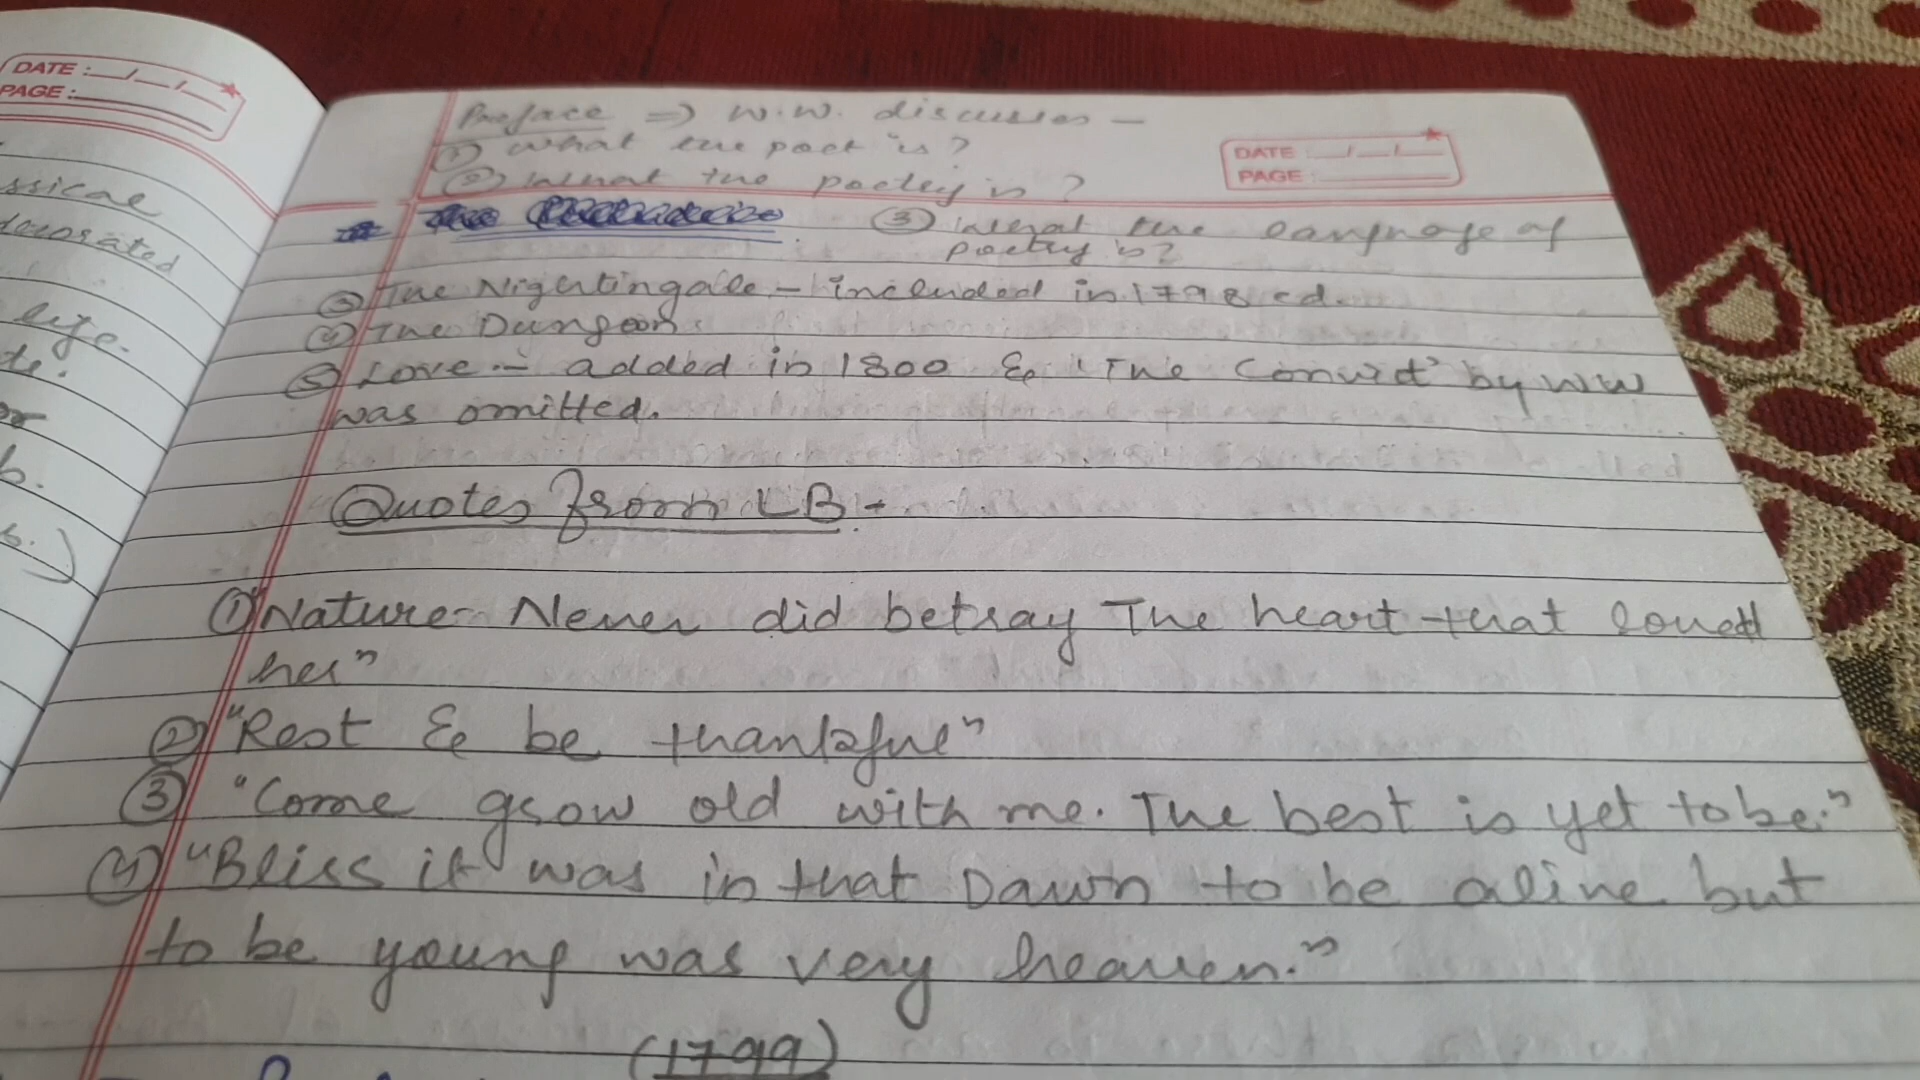 DATE :
PAGE :
ssical
decorated
life.
Preface => W.W. discusses -
① What the poet is?
② What the poetry is?
DATE :
PAGE :
③ What the language of
poetry is?
③ The Nightingale - included in 1798 ed.
④ The Dungeon
⑤ Love :- added in 1800 & 'The Convict' by WW
was omitted.
Quotes from LB -
① "Nature Never did betray The heart that loved
her"
② "Rest & be thankful"
③ "Come grow old with me. The best is yet to be."
④ "Bliss it was in that Dawn to be alive but
to be young was very heaven."
(1799)